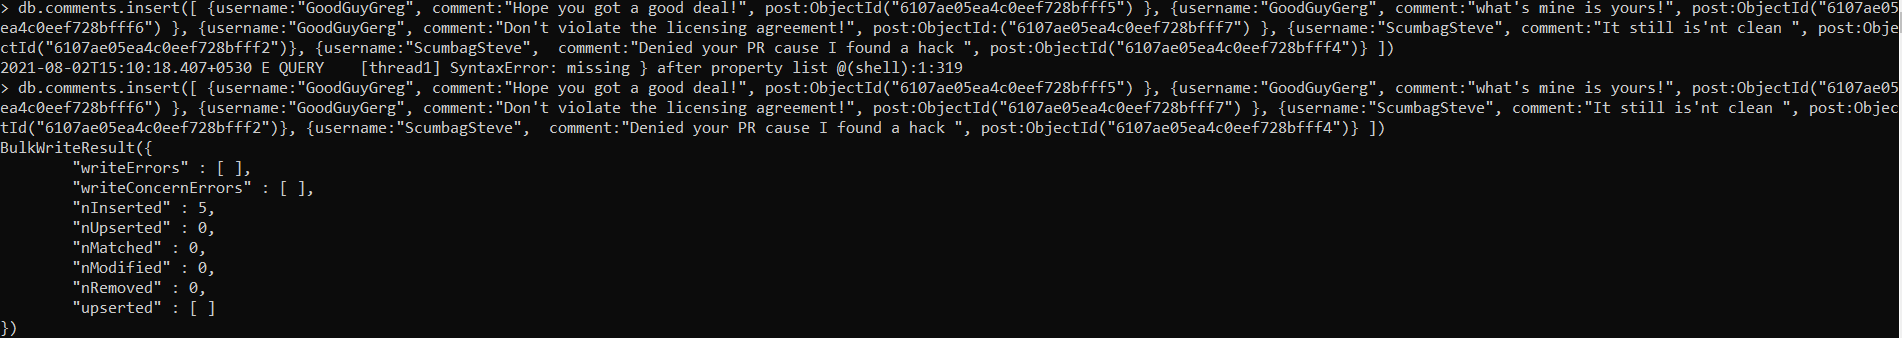 > db.comments.insert([ {username:"GoodGuyGreg", comment:"Hope you got a good deal!", post:ObjectId("6107ae05ea4c0eef728bfff5") }, {username:"GoodGuyGerg", comment:"what's mine is yours!", post:ObjectId("6107ae05
ea4c0eef728bfff6") }, {username:"GoodGuyGerg", comment:"Don't violate the licensing agreement!", post:ObjectId:("6107ae05ea4c0eef728bfff7") }, {username:"ScumbagSteve", comment:"It still is'nt clean ", post:Obje
ctId("6107ae05ea4c0eef728bfff2")}, {username:"ScumbagSteve",  comment:"Denied your PR cause I found a hack ", post:ObjectId("6107ae05ea4c0eef728bfff4")} ])
2021-08-02T15:10:18.407+0530 E QUERY    [thread1] SyntaxError: missing } after property list @(shell):1:319
> db.comments.insert([ {username:"GoodGuyGreg", comment:"Hope you got a good deal!", post:ObjectId("6107ae05ea4c0eef728bfff5") }, {username:"GoodGuyGerg", comment:"what's mine is yours!", post:ObjectId("6107ae05
ea4c0eef728bfff6") }, {username:"GoodGuyGerg", comment:"Don't violate the licensing agreement!", post:ObjectId("6107ae05ea4c0eef728bfff7") }, {username:"ScumbagSteve", comment:"It still is'nt clean ", post:Objec
tId("6107ae05ea4c0eef728bfff2")}, {username:"ScumbagSteve",  comment:"Denied your PR cause I found a hack ", post:ObjectId("6107ae05ea4c0eef728bfff4")} ])
BulkWriteResult({
        "writeErrors" : [ ],
        "writeConcernErrors" : [ ],
        "nInserted" : 5,
        "nUpserted" : 0,
        "nMatched" : 0,
        "nModified" : 0,
        "nRemoved" : 0,
        "upserted" : [ ]
})